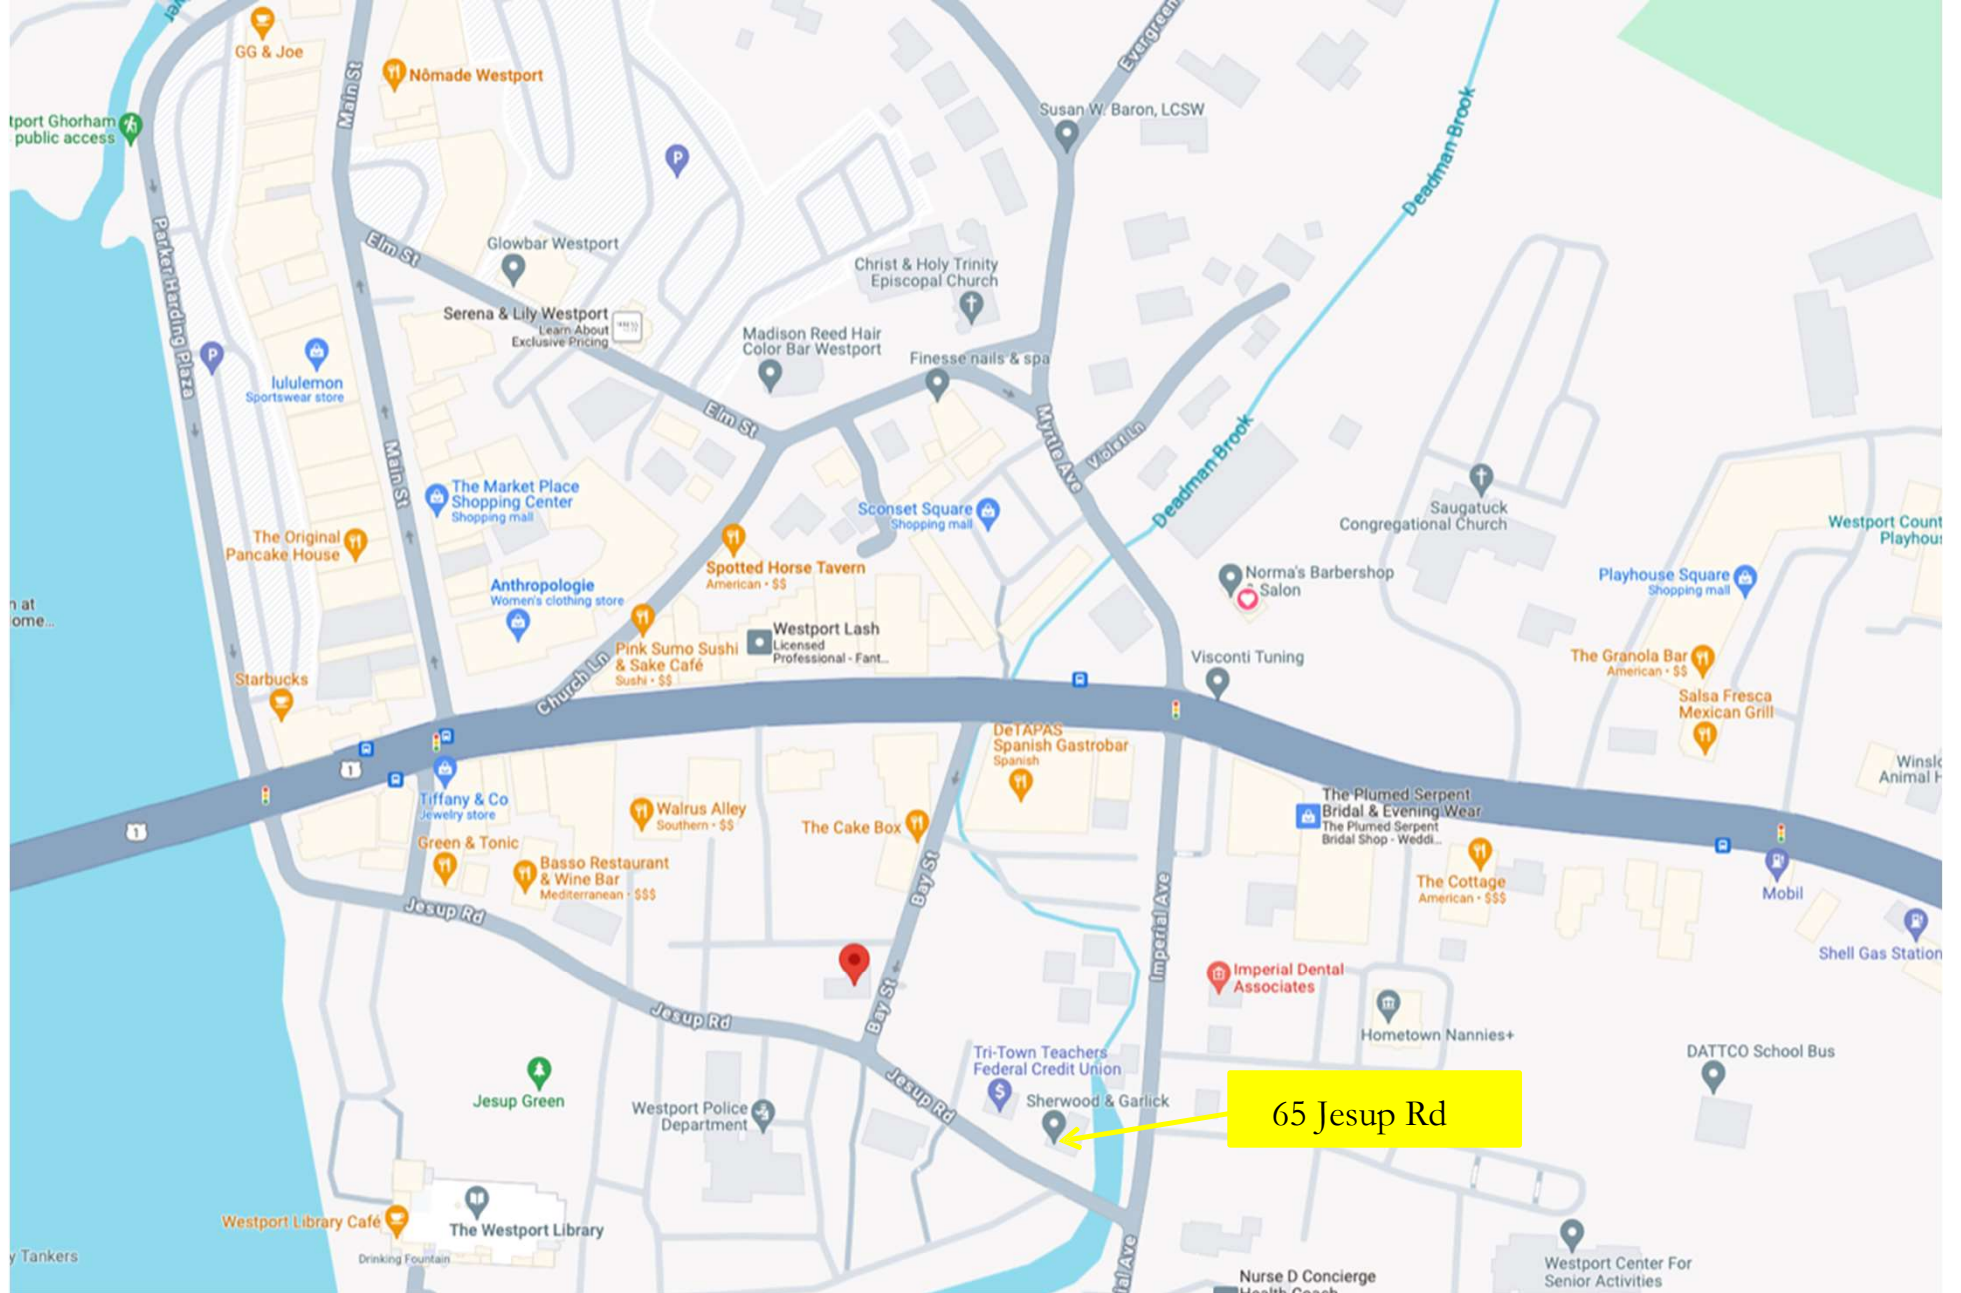 ver
GG & Joe
Main St
Nômade Westport
Evergreen
Susan W. Baron, LCSW
Deadman Brook
tport Ghorham
public access
P
Parker Harding Plaza
Elm St
Glowbar Westport
Christ & Holy Trinity
Episcopal Church
Serena & Lily Westport
Learn About
Exclusive Pricing
Madison Reed Hair
Color Bar Westport
Finesse nails & spa
P
lululemon
Sportswear store
Elm St
Main St
Myrtle Ave
Violet Ln
Deadman Brook
The Market Place
Shopping Center
Shopping mall
Sconset Square
Shopping mall
Saugatuck
Congregational Church
Westport Count
Playhou
The Original
Pancake House
Spotted Horse Tavern
American • $$
Anthropologie
Women's clothing store
Norma's Barbershop
& Salon
Playhouse Square
Shopping mall
n at
ome...
Pink Sumo Sushi
& Sake Café
Sushi • $$
Westport Lash
Licensed
Professional - Fant...
Visconti Tuning
The Granola Bar
American • $$
Starbucks
Church Ln
Salsa Fresca
Mexican Grill
DeTAPAS
Spanish Gastrobar
Spanish
1
Winslo
Animal H
Tiffany & Co
Jewelry store
The Plumed Serpent
Bridal & Evening Wear
The Plumed Serpent
Bridal Shop - Weddi...
1
Walrus Alley
Southern • $$
The Cake Box
Green & Tonic
Basso Restaurant
& Wine Bar
Mediterranean • $$$
Bay St
The Cottage
American • $$$
Mobil
Jesup Rd
Imperial Ave
Shell Gas Station
Imperial Dental
Associates
Bay St
Jesup Rd
Hometown Nannies+
Tri-Town Teachers
Federal Credit Union
DATTCO School Bus
Jesup Green
Jesup Rd
Westport Police
Department
Sherwood & Garlick
65 Jesup Rd
Westport Library Café
The Westport Library
Drinking Fountain
y Tankers
ial Ave
Westport Center For
Senior Activities
Nurse D Concierge
Health Coach